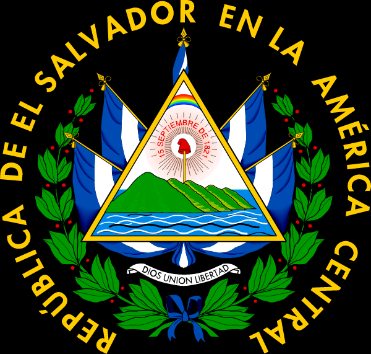 REPÚBLICA DE EL SALVADOR EN LA AMÉRICA CENTRAL
15 SEPTIEMBRE DE 1821
DIOS UNION LIBERTAD